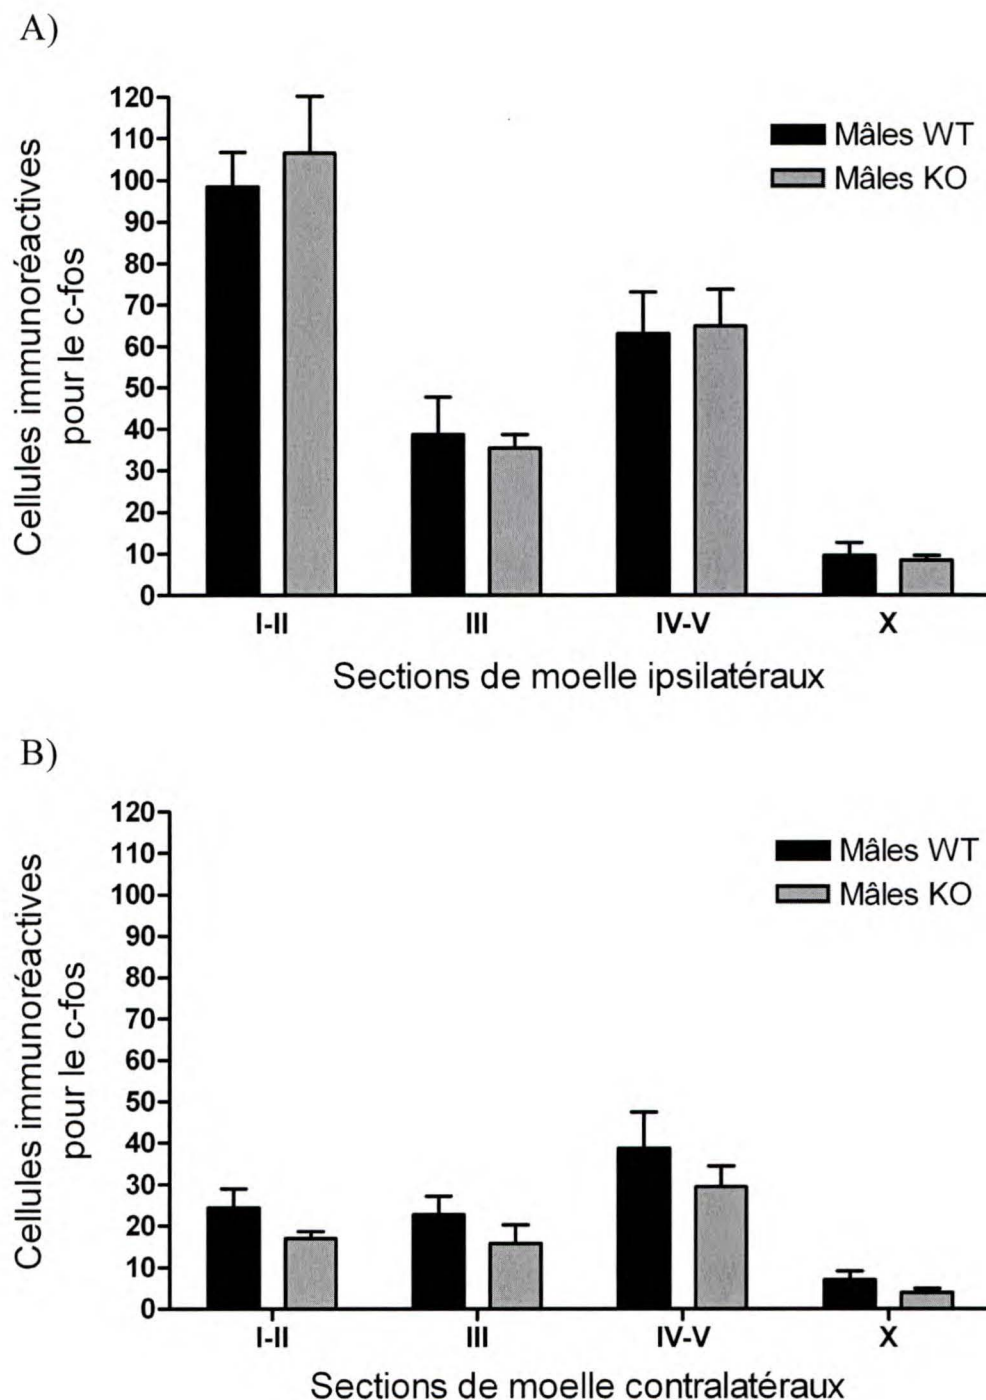 A)
Cellules immunoréactives
pour le c-fos
120
110
100
90
80
70
60
50
40
30
20
10
0
Mâles WT
Mâles KO
I-II
III
IV-V
X
Sections de moelle ipsilatéraux
B)
Cellules immunoréactives
pour le c-fos
120
110
100
90
80
70
60
50
40
30
20
10
0
Mâles WT
Mâles KO
I-II
III
IV-V
X
Sections de moelle contralatéraux